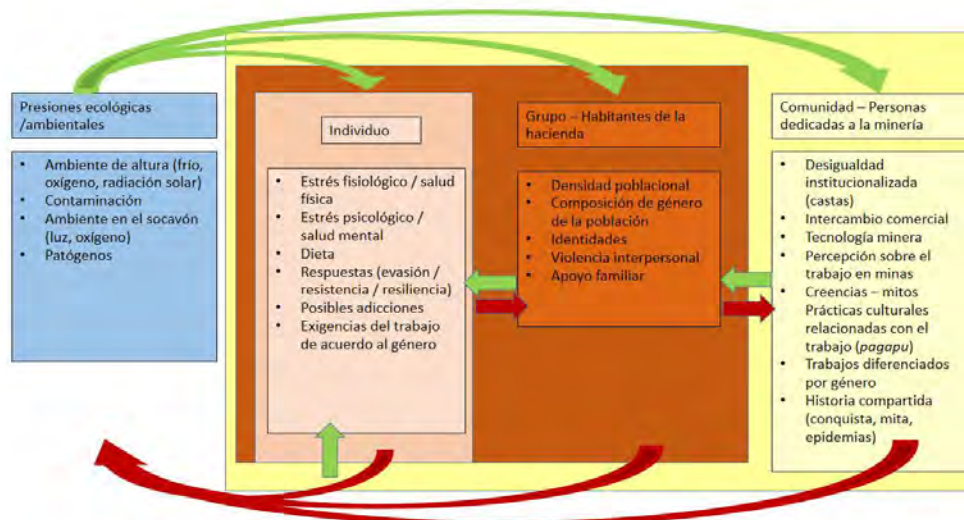 Presiones ecológicas
/ambientales
• Ambiente de altura (frío,
oxígeno, radiación solar)
• Contaminación
• Ambiente en el socavón
(luz, oxígeno)
• Patógenos
Individuo
• Estrés fisiológico / salud
física
• Estrés psicológico /
salud mental
• Dieta
• Respuestas (evasión /
resistencia / resiliencia)
• Posibles adicciones
• Exigencias del trabajo
de acuerdo al género
Grupo – Habitantes de la
hacienda
• Densidad poblacional
• Composición de género
de la población
• Identidades
• Violencia interpersonal
• Apoyo familiar
Comunidad – Personas
dedicadas a la minería
• Desigualdad
institucionalizada
(castas)
• Intercambio comercial
• Tecnología minera
• Percepción sobre el
trabajo en minas
• Creencias – mitos
• Prácticas culturales
relacionadas con el
trabajo (pagapu)
• Trabajos diferenciados
por género
• Historia compartida
(conquista, mita,
epidemias)